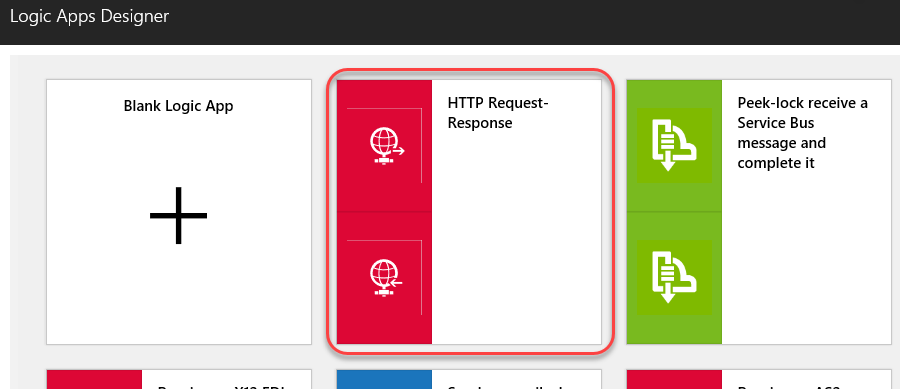 Logic Apps Designer
Blank Logic App
HTTP Request-
Response
Peek-lock receive a
Service Bus
message and
complete it